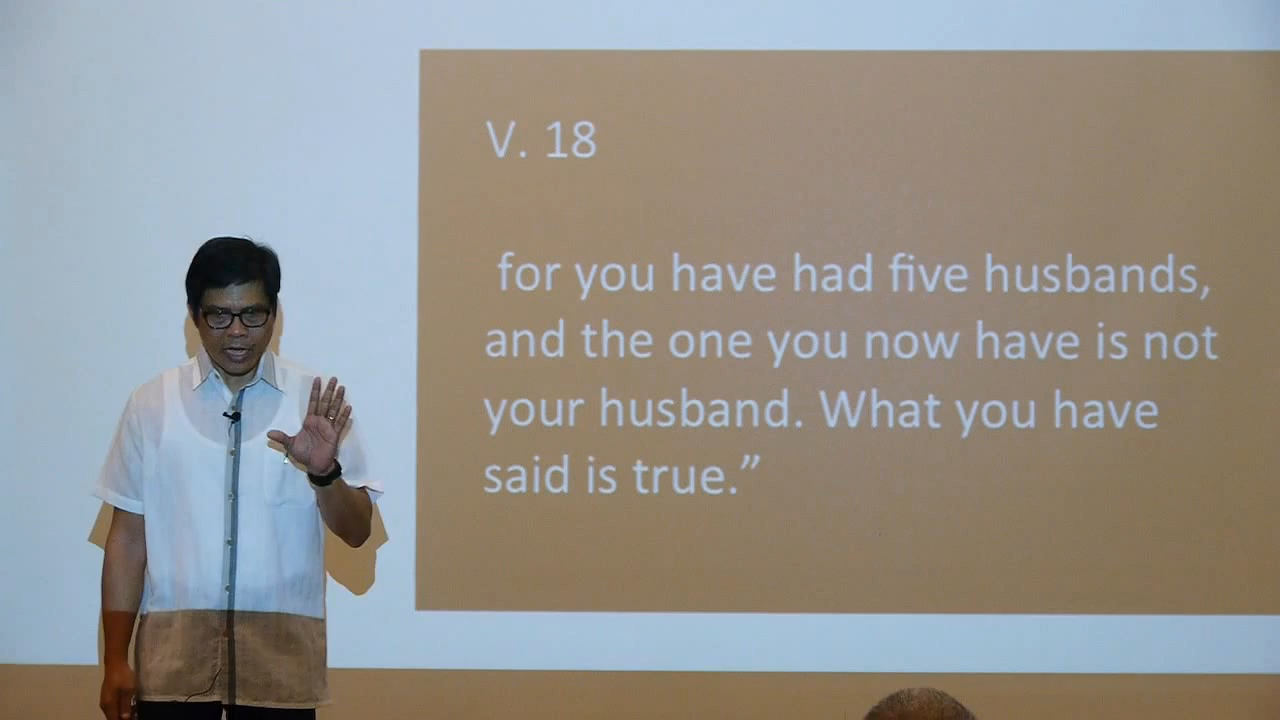 V. 18
for you have had five husbands,
and the one you now have is not
your husband. What you have
said is true.”